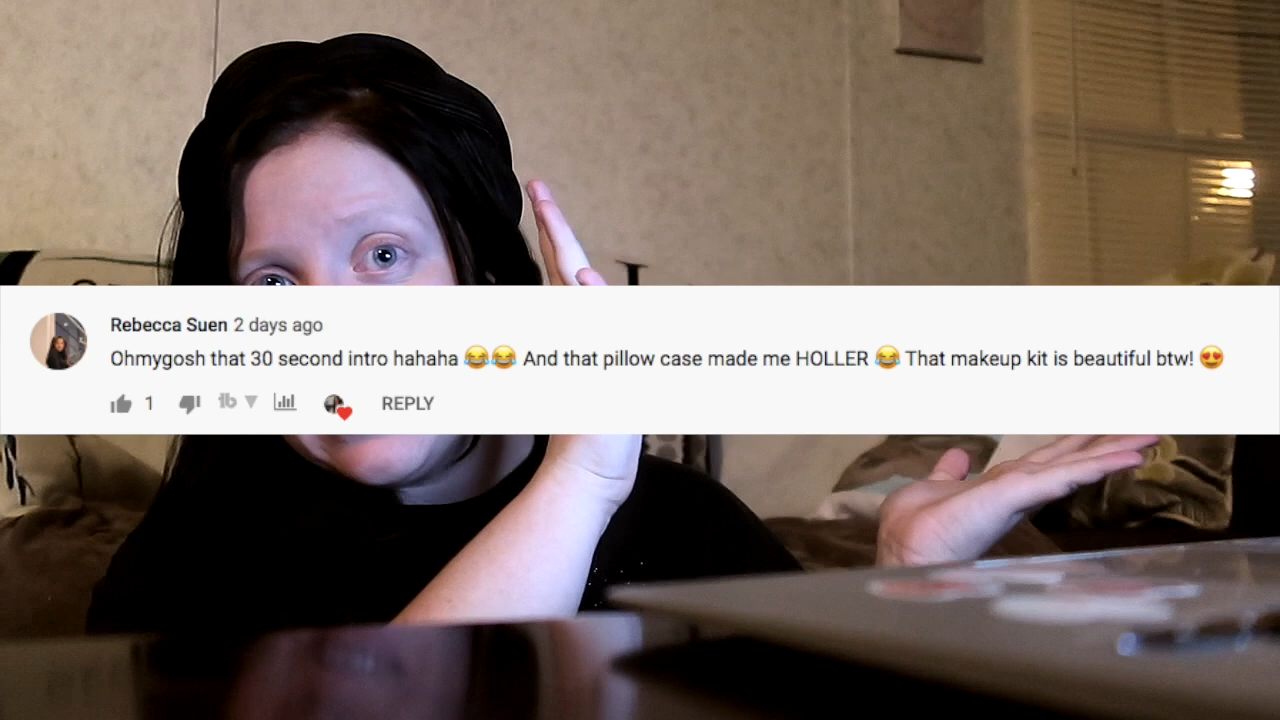 Rebecca Suen 2 days ago
Ohmygosh that 30 second intro hahaha 😂😂 And that pillow case made me HOLLER 😂 That makeup kit is beautiful btw! 😍
1 REPLY